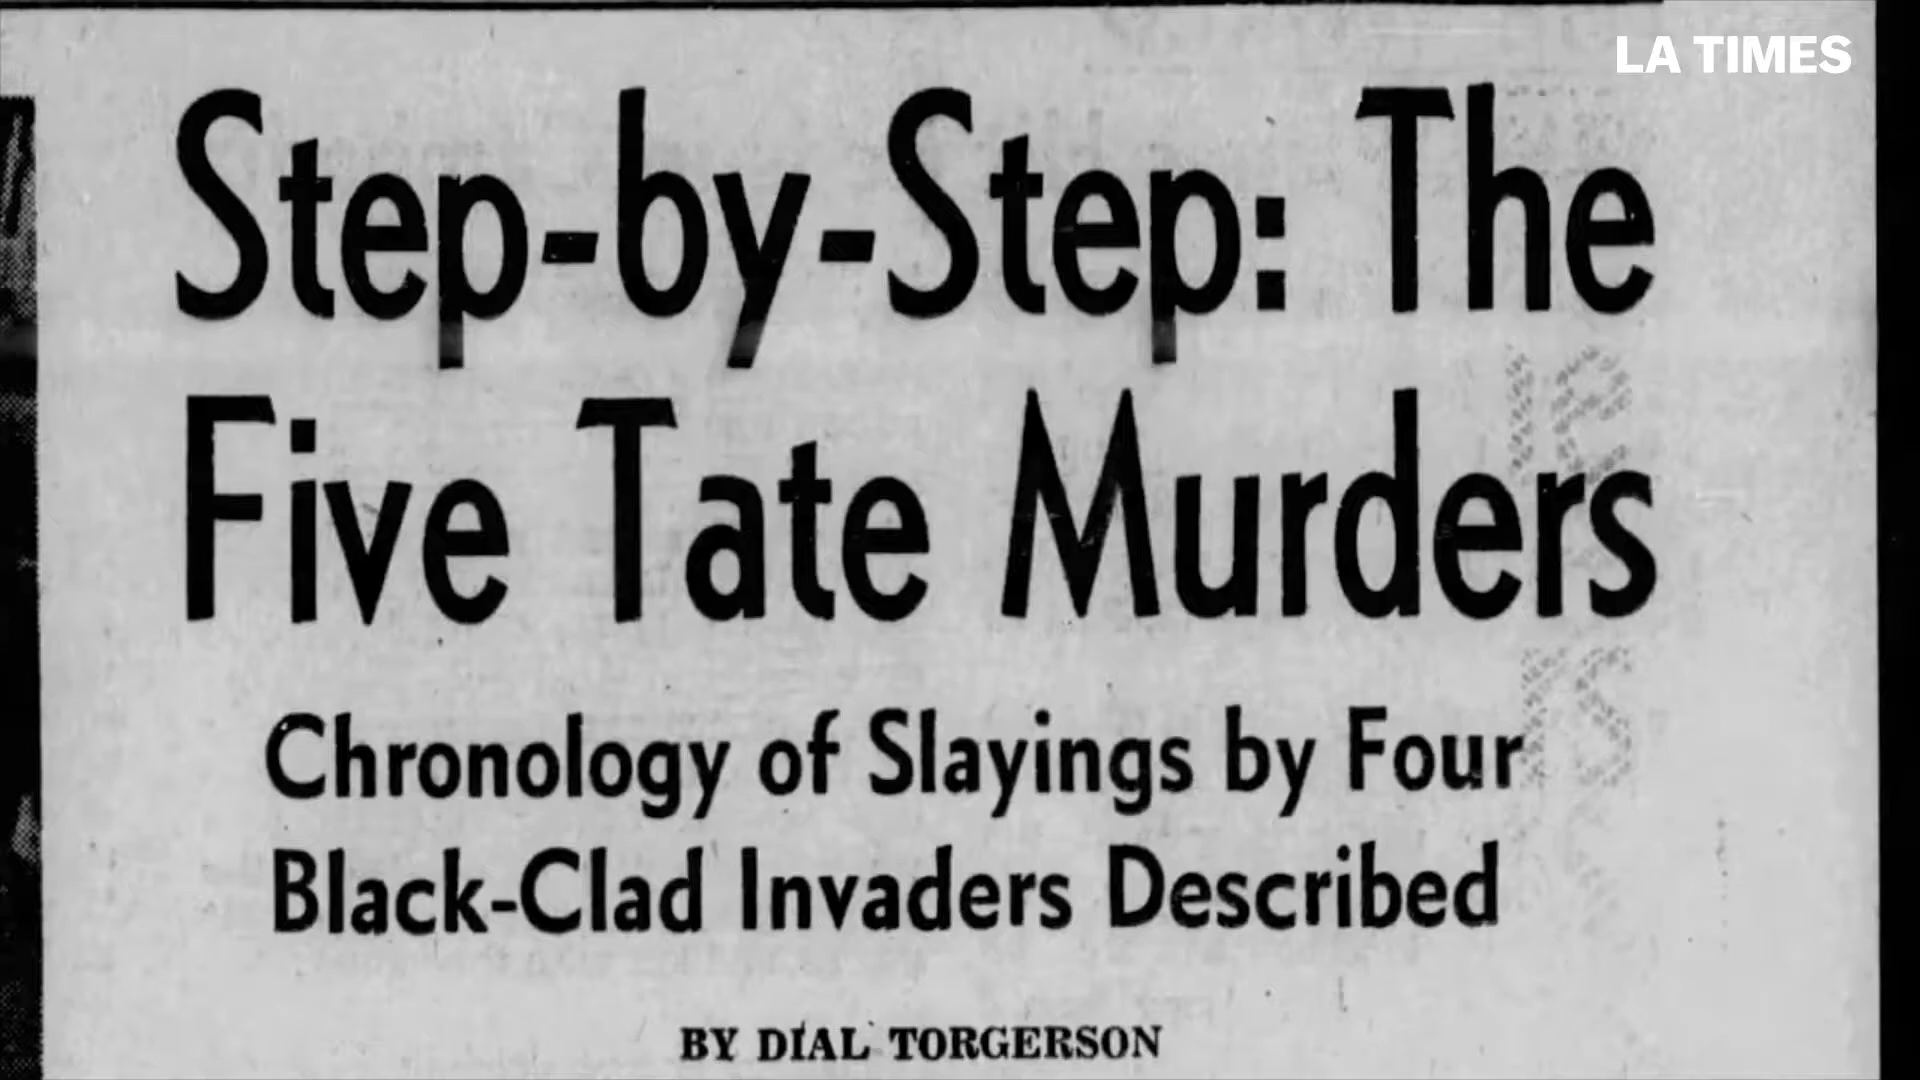 LA TIMES
Step-by-Step: The
Five Tate Murders
Chronology of Slayings by Four
Black-Clad Invaders Described
BY DIAL TORGERSON